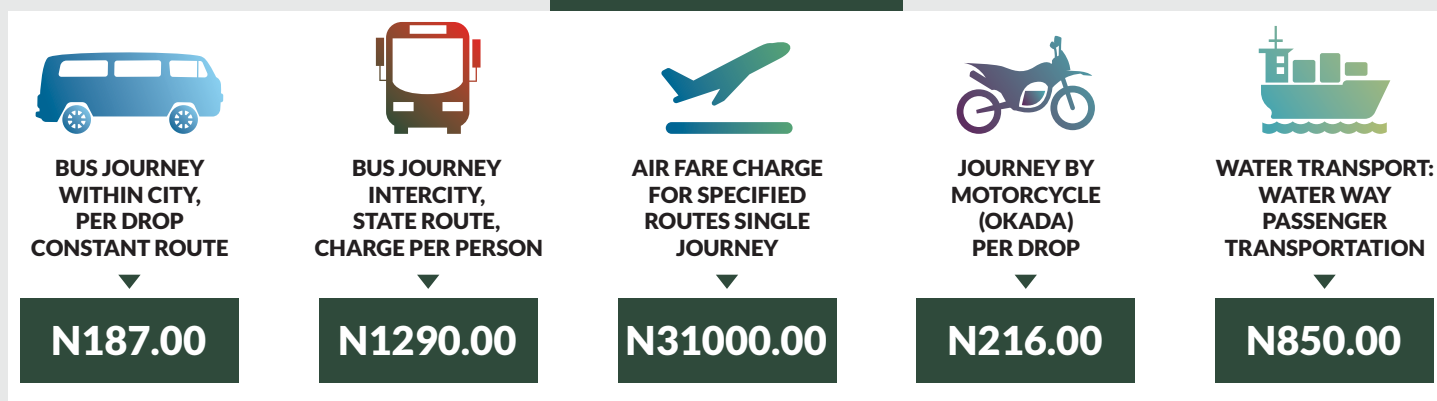 BUS JOURNEY
WITHIN CITY,
PER DROP
CONSTANT ROUTE
N187.00
BUS JOURNEY
INTERCITY,
STATE ROUTE,
CHARGE PER PERSON
N1290.00
AIR FARE CHARGE
FOR SPECIFIED
ROUTES SINGLE
JOURNEY
N31000.00
JOURNEY BY
MOTORCYCLE
(OKADA)
PER DROP
N216.00
WATER TRANSPORT:
WATER WAY
PASSENGER
TRANSPORTATION
N850.00